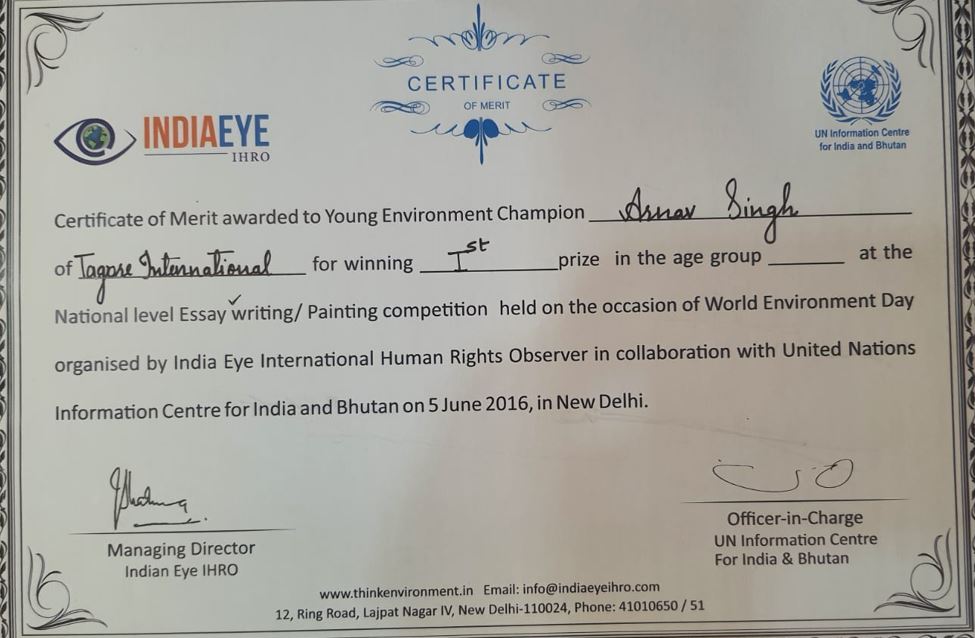 CERTIFICATE
OF MERIT
INDIAEYE
IHRO
UN Information Centre
for India and Bhutan
Certificate of Merit awarded to Young Environment Champion Arnav Singh
of Tagore International for winning Ist prize in the age group ______ at the
National level Essay writing/ Painting competition held on the occasion of World Environment Day
organised by India Eye International Human Rights Observer in collaboration with United Nations
Information Centre for India and Bhutan on 5 June 2016, in New Delhi.
Managing Director
Indian Eye IHRO
Officer-in-Charge
UN Information Centre
For India & Bhutan
www.thinkenvironment.in Email: info@indiaeyeihro.com
12, Ring Road, Lajpat Nagar IV, New Delhi-110024, Phone: 41010650 / 51